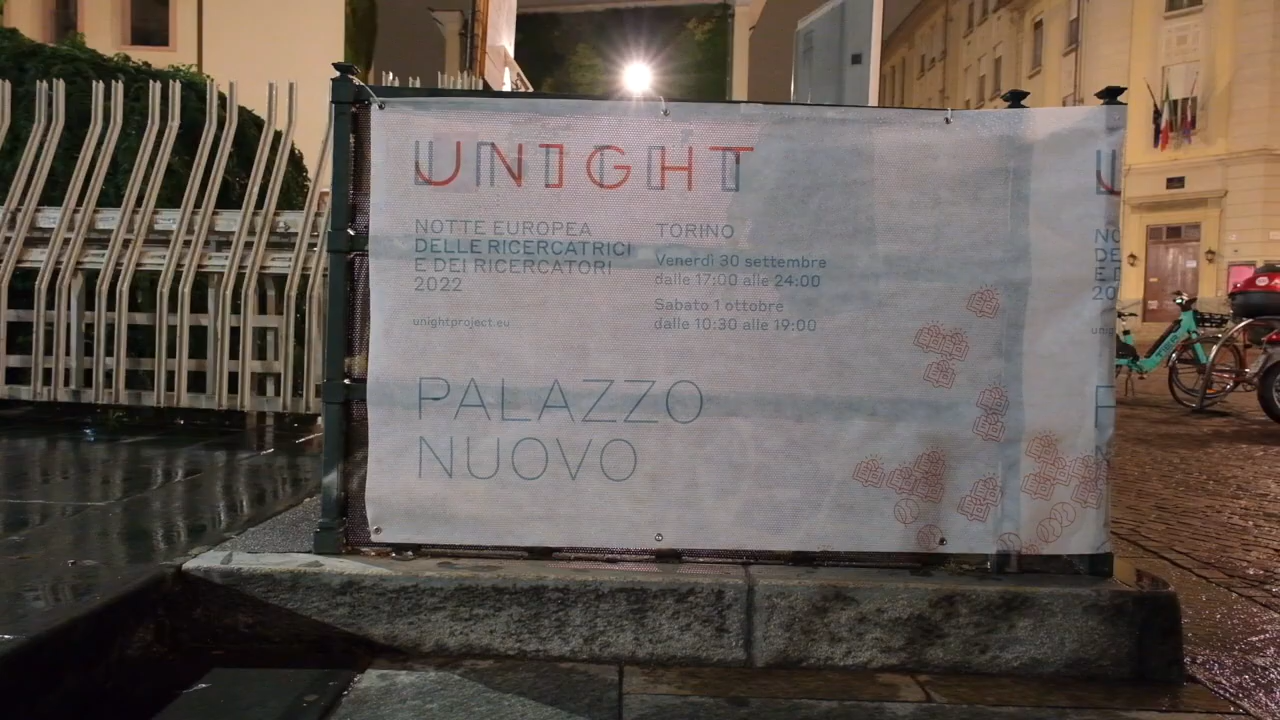 UNIGHT
NOTTE EUROPEA
DELLE RICERCATRICI
E DEI RICERCATORI
2022
unightproject.eu
TORINO
Venerdì 30 settembre
dalle 17:00 alle 24:00
Sabato 1 ottobre
dalle 10:30 alle 19:00
PALAZZO
NUOVO